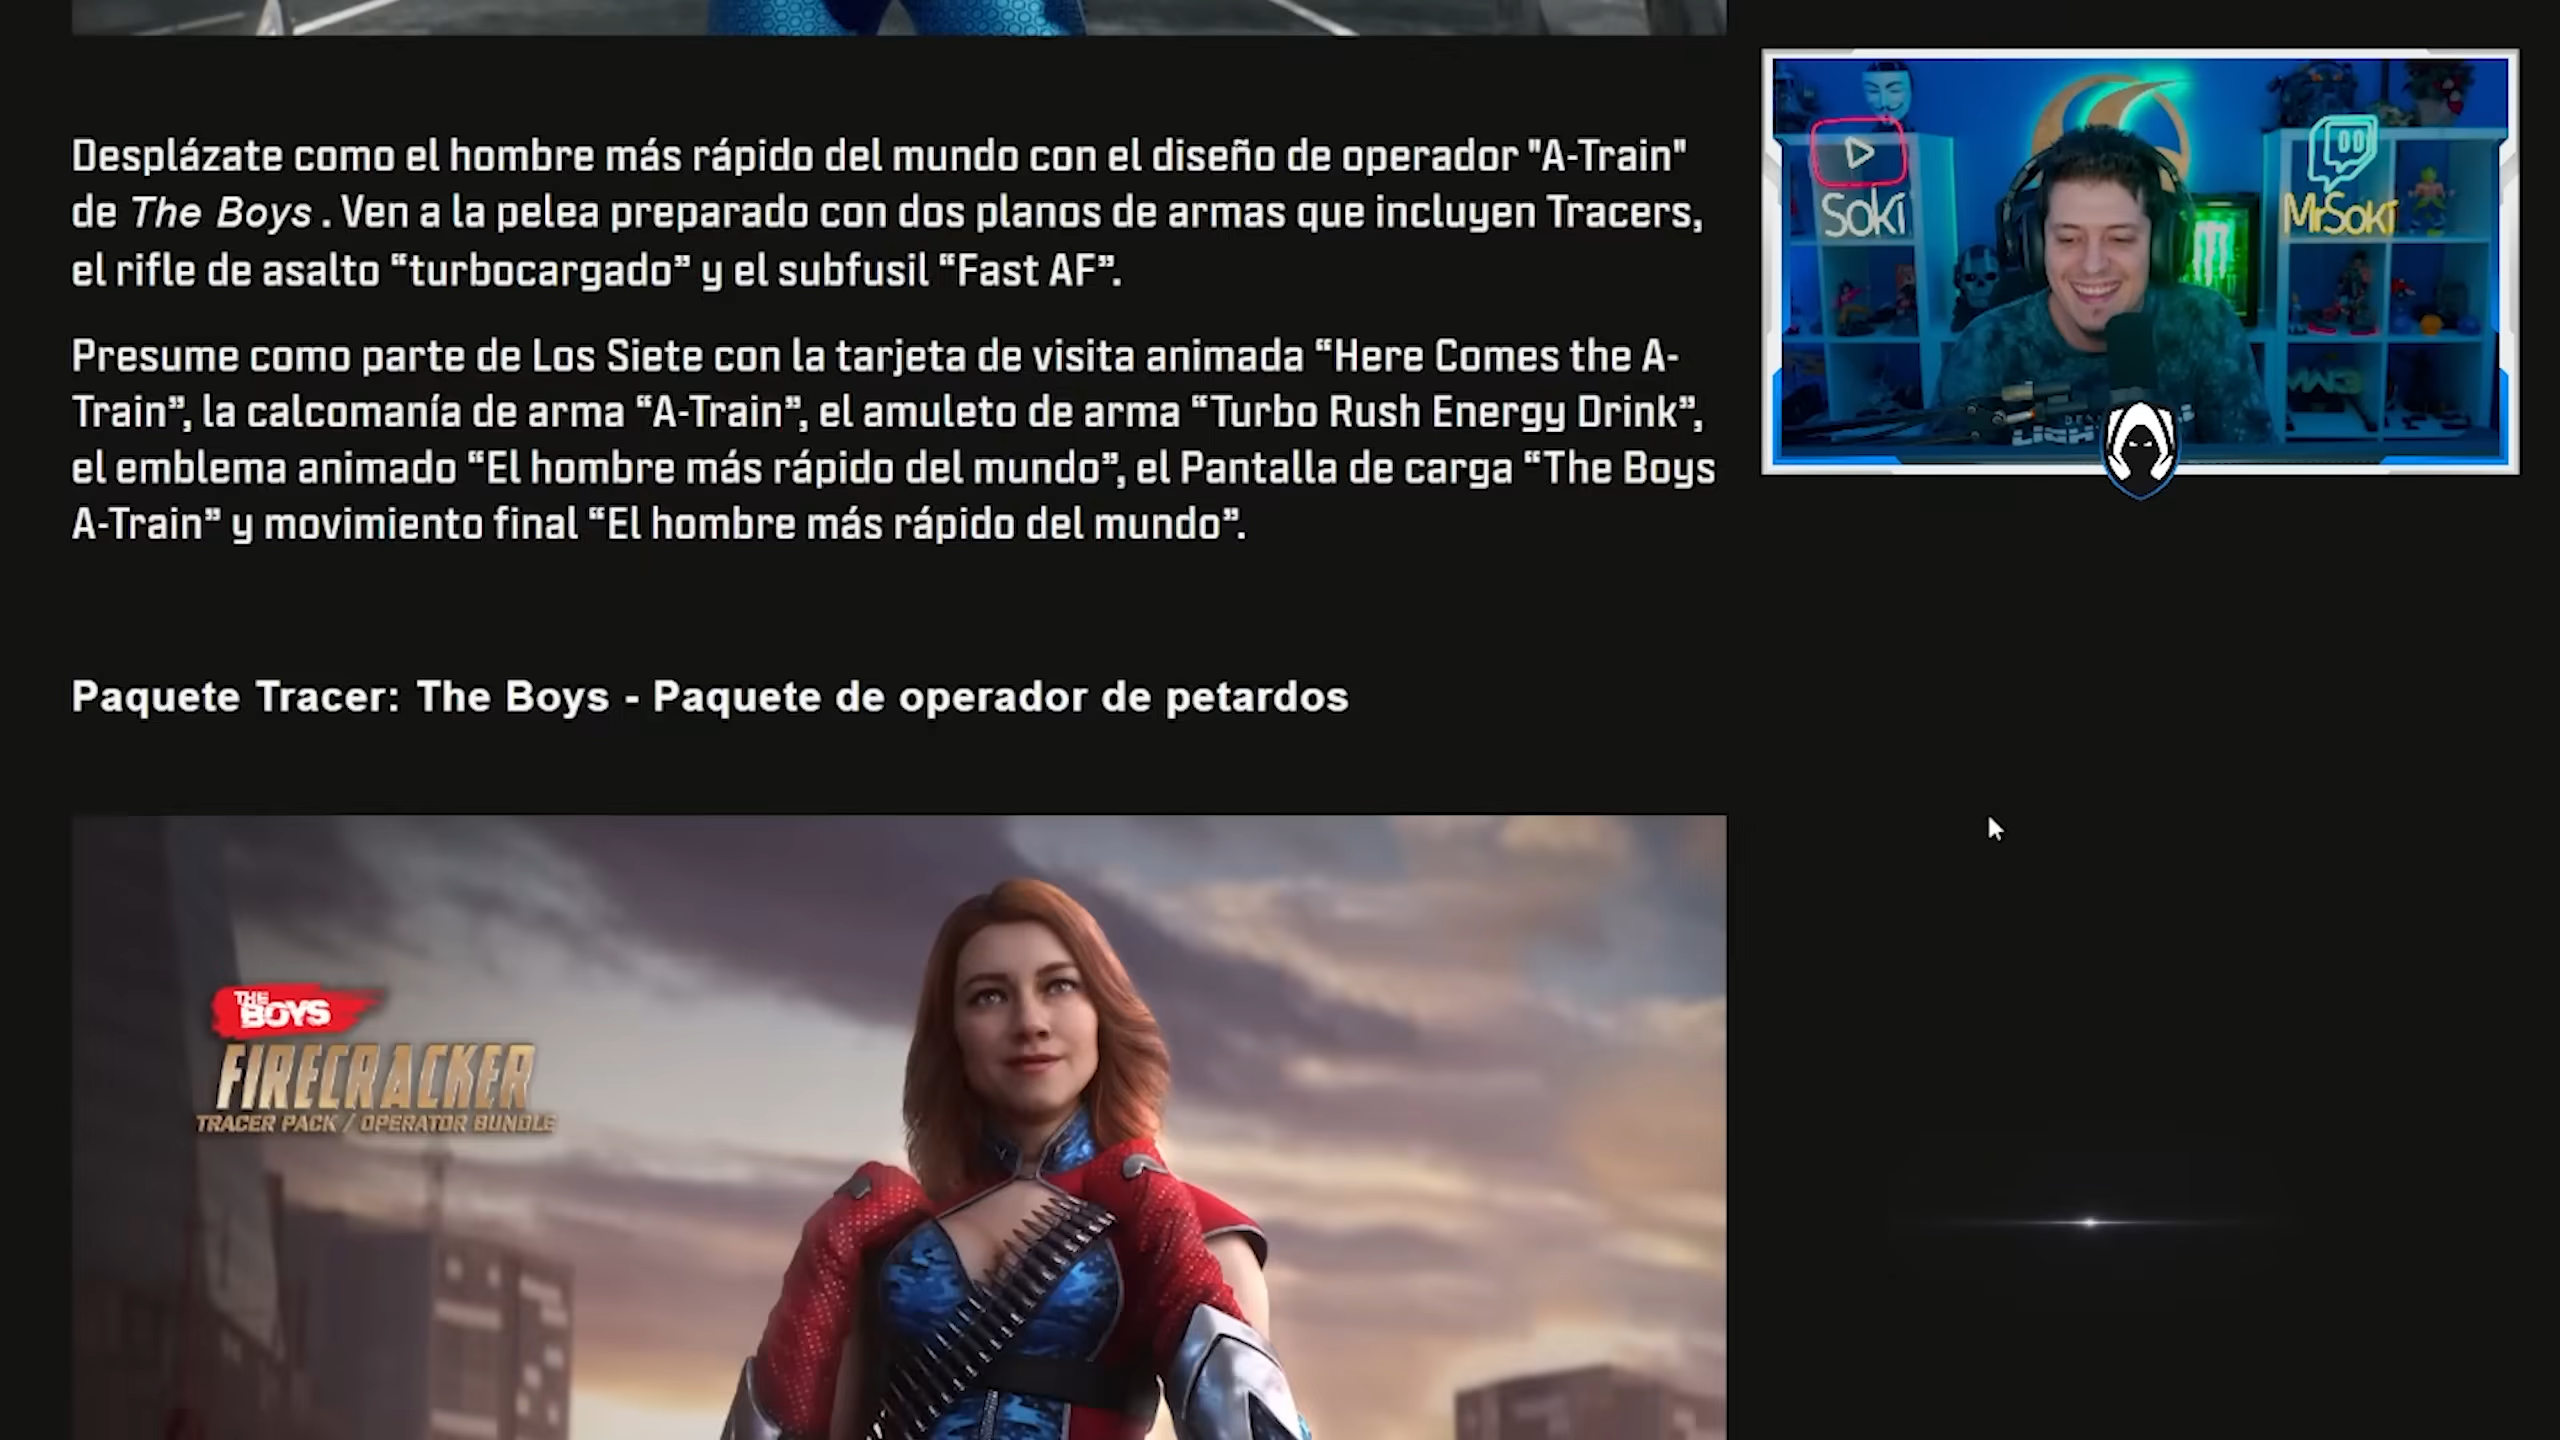 Desplázate como el hombre más rápido del mundo con el diseño de operador "A-Train"
de The Boys . Ven a la pelea preparado con dos planos de armas que incluyen Tracers,
el rifle de asalto “turbocargado” y el subfusil “Fast AF”.
Presume como parte de Los Siete con la tarjeta de visita animada “Here Comes the A-
Train”, la calcomanía de arma “A-Train”, el amuleto de arma “Turbo Rush Energy Drink”,
el emblema animado “El hombre más rápido del mundo”, el Pantalla de carga “The Boys
A-Train” y movimiento final “El hombre más rápido del mundo”.
Soki
MrSoki
Paquete Tracer: The Boys - Paquete de operador de petardos
THE
BOYS
FIRECRACKER
TRACER PACK / OPERATOR BUNDLE